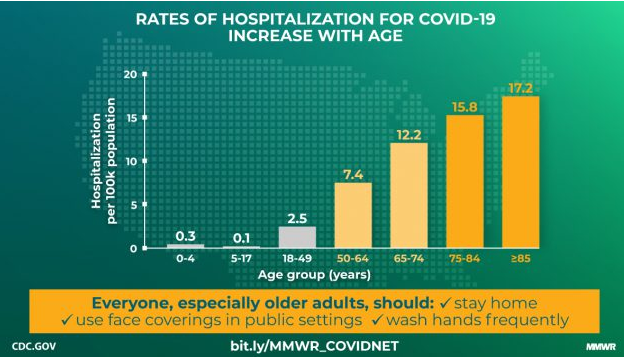 RATES OF HOSPITALIZATION FOR COVID-19
INCREASE WITH AGE
Hospitalization
per 100k population
20
15
10
5
0
0.3
0.1
2.5
7.4
12.2
15.8
17.2
0-4
5-17
18-49
50-64
65-74
75-84
≥85
Age group (years)
Everyone, especially older adults, should: ✓ stay home
✓ use face coverings in public settings ✓ wash hands frequently
CDC.GOV
bit.ly/MMWR_COVIDNET
MMWR